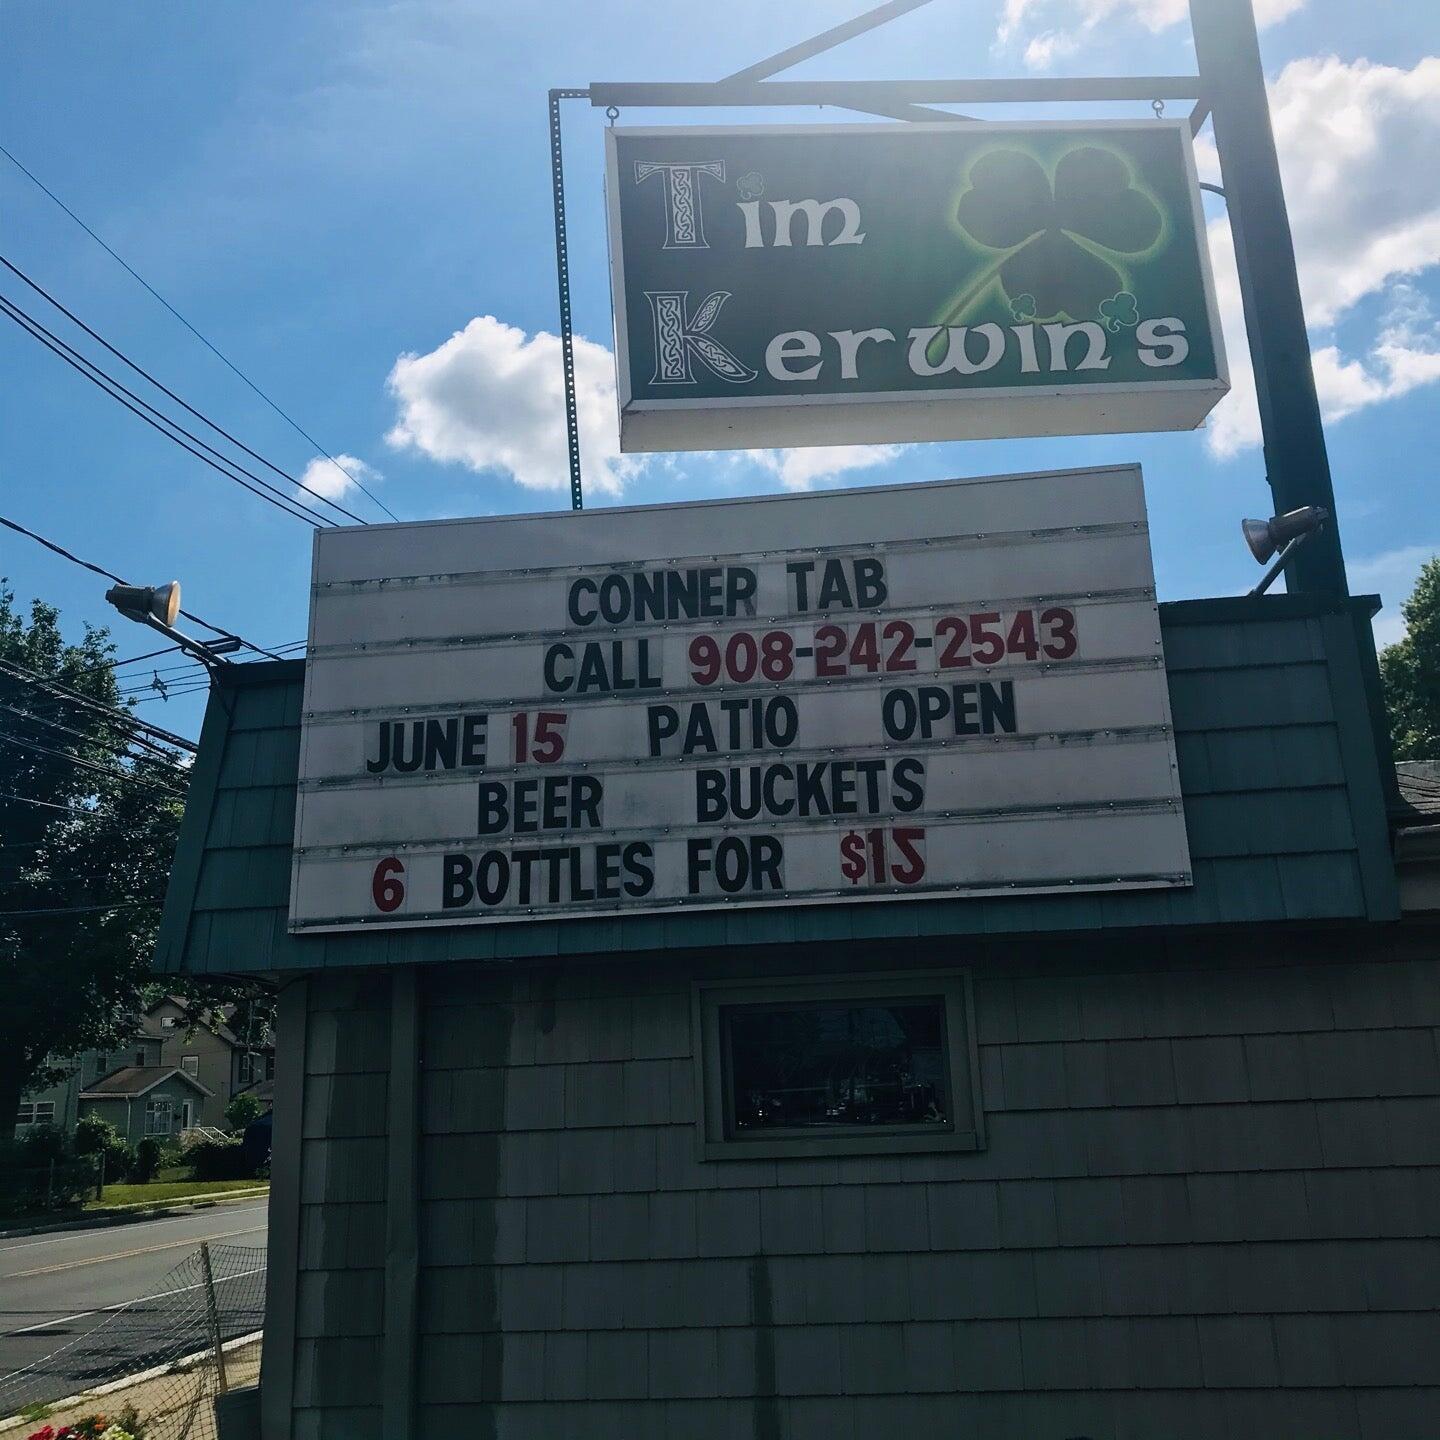 Tim
Kerwin's
CONNER TAB
CALL 908-242-2543
JUNE 15 PATIO OPEN
BEER BUCKETS
6 BOTTLES FOR $15